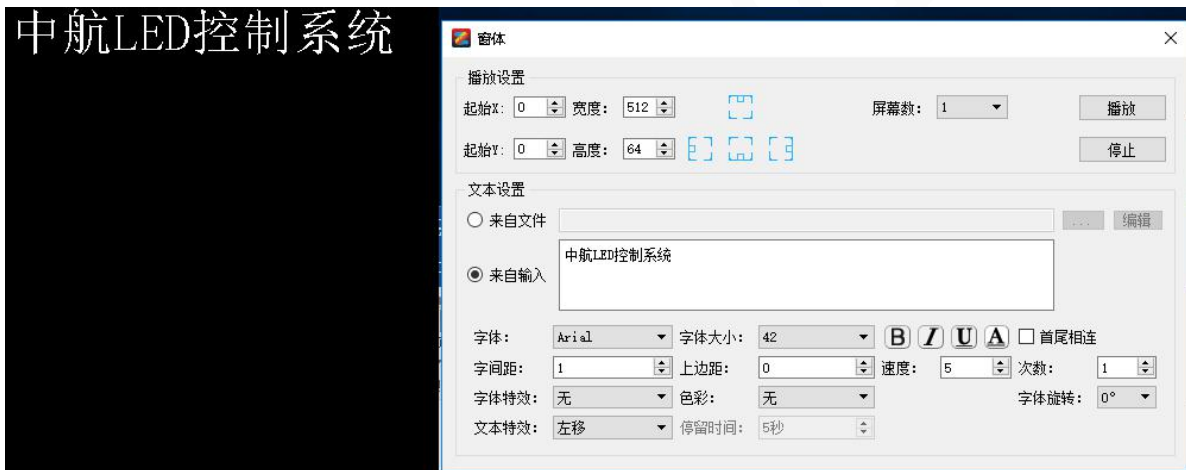 中航LED控制系统
窗体
播放设置
起始X: 0 宽度: 512 屏幕数: 1 播放
起始Y: 0 高度: 64 停止
文本设置
来自文件 ... 编辑
中航LED控制系统
来自输入
字体: Arial 字体大小: 42 B I U A 首尾相连
字间距: 1 上边距: 0 速度: 5 次数: 1
字体特效: 无 色彩: 无 字体旋转: 0°
文本特效: 左移 停留时间: 5秒